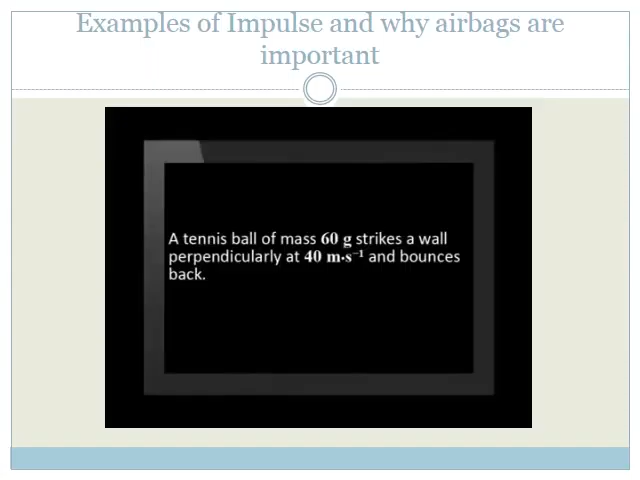 Examples of Impulse and why airbags are
important
A tennis ball of mass 60 g strikes a wall
perpendicularly at 40 m·s⁻¹ and bounces
back.